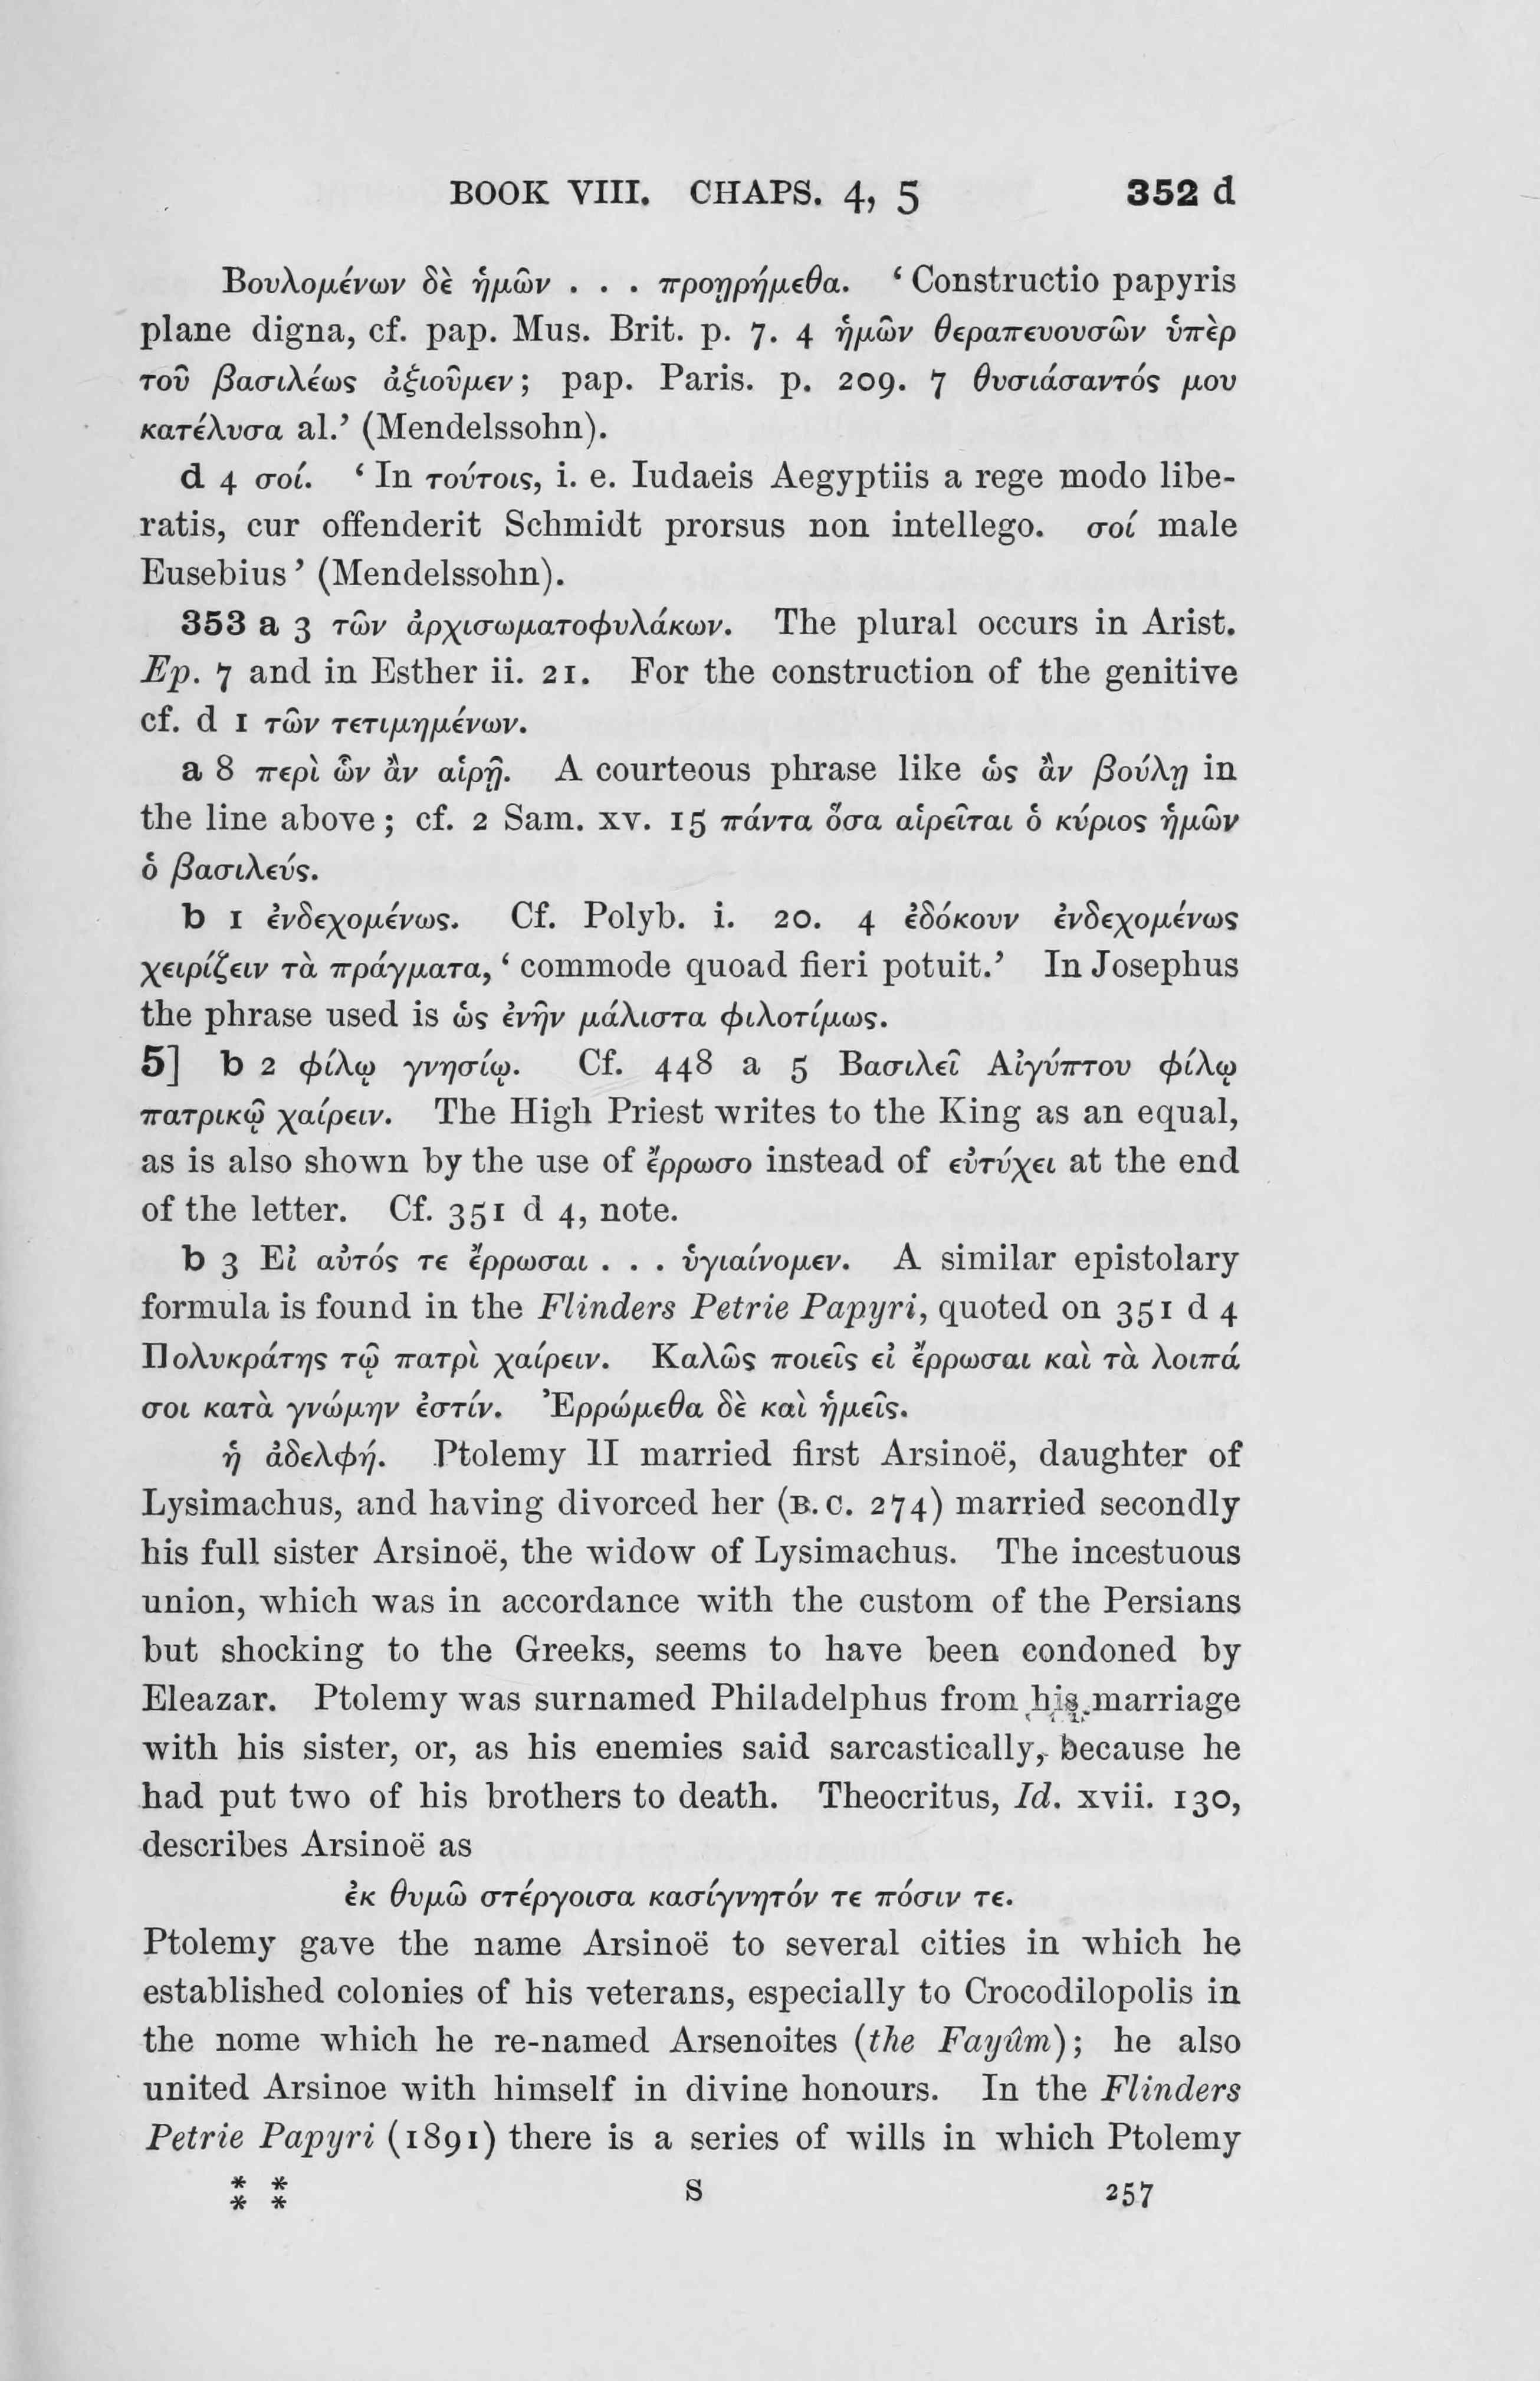 BOOK VIII. CHAPS. 4, 5 352 d
Βουλομένων δὲ ἡμῶν . . . προῃρήμεθα. ‘ Constructio papyris
plane digna, cf. pap. Mus. Brit. p. 7. 4 ἡμῶν θεραπευουσῶν ὑπὲρ
τοῦ βασιλέως ἀξιοῦμεν ; pap. Paris. p. 209. 7 θυσιάσαντός μου
κατέλυσα al.’ (Mendelssohn).
d 4 σοί. ‘ In τούτοις, i. e. Iudaeis Aegyptiis a rege modo libe-
ratis, cur offenderit Schmidt prorsus non intellego. σοί male
Eusebius ’ (Mendelssohn).
353 a 3 τῶν ἀρχισωματοφυλάκων. The plural occurs in Arist.
Ep. 7 and in Esther ii. 21. For the construction of the genitive
cf. d 1 τῶν τετιμημένων.
a 8 περὶ ὧν ἂν αἱρῇ. A courteous phrase like ὡς ἂν βούλῃ in
the line above ; cf. 2 Sam. xv. 15 πάντα ὅσα αἱρεῖται ὁ κύριος ἡμῶν
ὁ βασιλεύς.
b 1 ἐνδεχομένως. Cf. Polyb. i. 20. 4 ἐδόκουν ἐνδεχομένως
χειρίζειν τὰ πράγματα, ‘ commode quoad fieri potuit.’ In Josephus
the phrase used is ὡς ἐνῆν μάλιστα φιλοτίμως.
5] b 2 φίλῳ γνησίῳ. Cf. 448 a 5 Βασιλεῖ Αἰγύπτου φίλῳ
πατρικῷ χαίρειν. The High Priest writes to the King as an equal,
as is also shown by the use of ἔρρωσο instead of εὐτύχει at the end
of the letter. Cf. 351 d 4, note.
b 3 Εἰ αὐτός τε ἔρρωσαι . . . ὑγιαίνομεν. A similar epistolary
formula is found in the Flinders Petrie Papyri, quoted on 351 d 4
Πολυκράτης τῷ πατρὶ χαίρειν. Καλῶς ποιεῖς εἰ ἔρρωσαι καὶ τὰ λοιπά
σοι κατὰ γνώμην ἐστίν. Ἐρρώμεθα δὲ καὶ ἡμεῖς.
ἡ ἀδελφή. Ptolemy II married first Arsinoë, daughter of
Lysimachus, and having divorced her (B.C. 274) married secondly
his full sister Arsinoë, the widow of Lysimachus. The incestuous
union, which was in accordance with the custom of the Persians
but shocking to the Greeks, seems to have been condoned by
Eleazar. Ptolemy was surnamed Philadelphus from his marriage
with his sister, or, as his enemies said sarcastically, because he
had put two of his brothers to death. Theocritus, Id. xvii. 130,
describes Arsinoë as
ἐκ θυμῶ στέργοισα κασίγνητόν τε πόσιν τε.
Ptolemy gave the name Arsinoë to several cities in which he
established colonies of his veterans, especially to Crocodilopolis in
the nome which he re-named Arsenoites (the Fayûm) ; he also
united Arsinoe with himself in divine honours. In the Flinders
Petrie Papyri (1891) there is a series of wills in which Ptolemy
* * S 257
* *